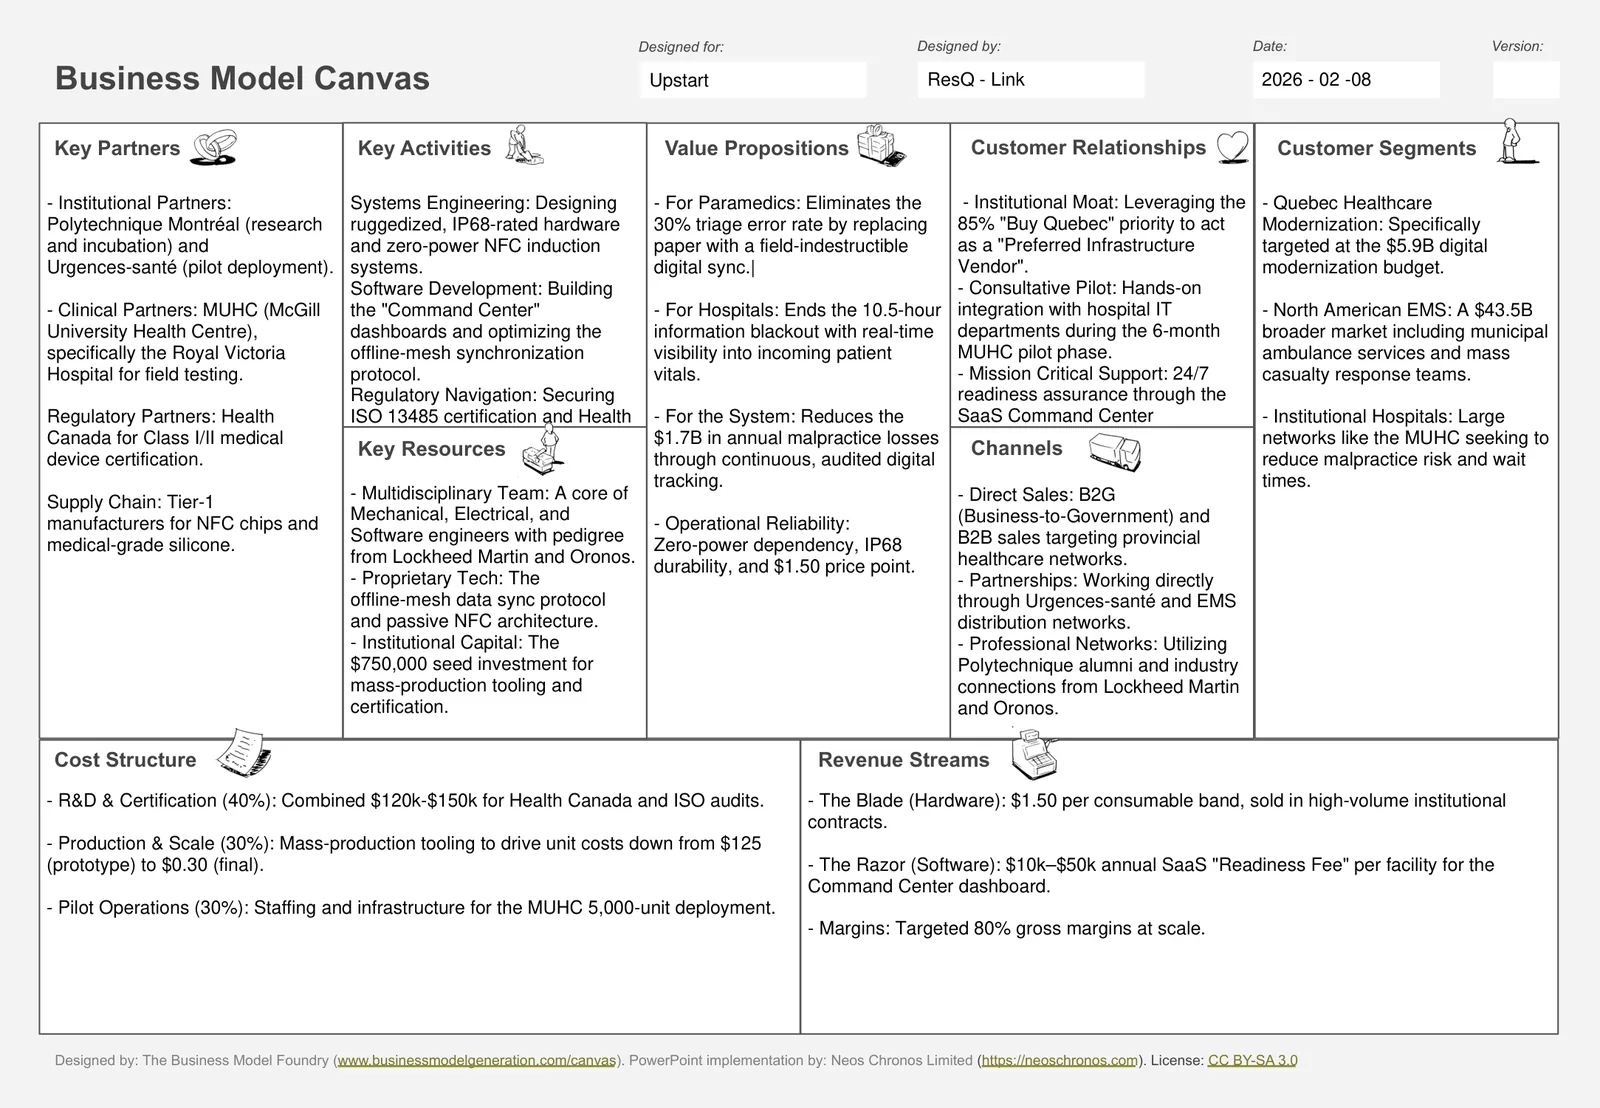 Designed for:
Designed by:
Date:
Version:
Business Model Canvas
Upstart
ResQ - Link
2026 - 02 -08
Key Partners
- Institutional Partners:
Polytechnique Montréal (research
and incubation) and
Urgences-santé (pilot deployment).
- Clinical Partners: MUHC (McGill
University Health Centre),
specifically the Royal Victoria
Hospital for field testing.
Regulatory Partners: Health
Canada for Class I/II medical
device certification.
Supply Chain: Tier-1
manufacturers for NFC chips and
medical-grade silicone.
Key Activities
Systems Engineering: Designing
ruggedized, IP68-rated hardware
and zero-power NFC induction
systems.
Software Development: Building
the "Command Center"
dashboards and optimizing the
offline-mesh synchronization
protocol.
Regulatory Navigation: Securing
ISO 13485 certification and Health
Key Resources
- Multidisciplinary Team: A core of
Mechanical, Electrical, and
Software engineers with pedigree
from Lockheed Martin and Oronos.
- Proprietary Tech: The
offline-mesh data sync protocol
and passive NFC architecture.
- Institutional Capital: The
$750,000 seed investment for
mass-production tooling and
certification.
Value Propositions
- For Paramedics: Eliminates the
30% triage error rate by replacing
paper with a field-indestructible
digital sync.|
- For Hospitals: Ends the 10.5-hour
information blackout with real-time
visibility into incoming patient
vitals.
- For the System: Reduces the
$1.7B in annual malpractice losses
through continuous, audited digital
tracking.
- Operational Reliability:
Zero-power dependency, IP68
durability, and $1.50 price point.
Customer Relationships
- Institutional Moat: Leveraging the
85% "Buy Quebec" priority to act
as a "Preferred Infrastructure
Vendor".
- Consultative Pilot: Hands-on
integration with hospital IT
departments during the 6-month
MUHC pilot phase.
- Mission Critical Support: 24/7
readiness assurance through the
SaaS Command Center
Channels
- Direct Sales: B2G
(Business-to-Government) and
B2B sales targeting provincial
healthcare networks.
- Partnerships: Working directly
through Urgences-santé and EMS
distribution networks.
- Professional Networks: Utilizing
Polytechnique alumni and industry
connections from Lockheed Martin
and Oronos.
Customer Segments
- Quebec Healthcare
Modernization: Specifically
targeted at the $5.9B digital
modernization budget.
- North American EMS: A $43.5B
broader market including municipal
ambulance services and mass
casualty response teams.
- Institutional Hospitals: Large
networks like the MUHC seeking to
reduce malpractice risk and wait
times.
Cost Structure
- R&D & Certification (40%): Combined $120k-$150k for Health Canada and ISO audits.
- Production & Scale (30%): Mass-production tooling to drive unit costs down from $125
(prototype) to $0.30 (final).
- Pilot Operations (30%): Staffing and infrastructure for the MUHC 5,000-unit deployment.
Revenue Streams
- The Blade (Hardware): $1.50 per consumable band, sold in high-volume institutional
contracts.
- The Razor (Software): $10k–$50k annual SaaS "Readiness Fee" per facility for the
Command Center dashboard.
- Margins: Targeted 80% gross margins at scale.
Designed by: The Business Model Foundry (www.businessmodelgeneration.com/canvas). PowerPoint implementation by: Neos Chronos Limited (https://neoschronos.com). License: CC BY-SA 3.0